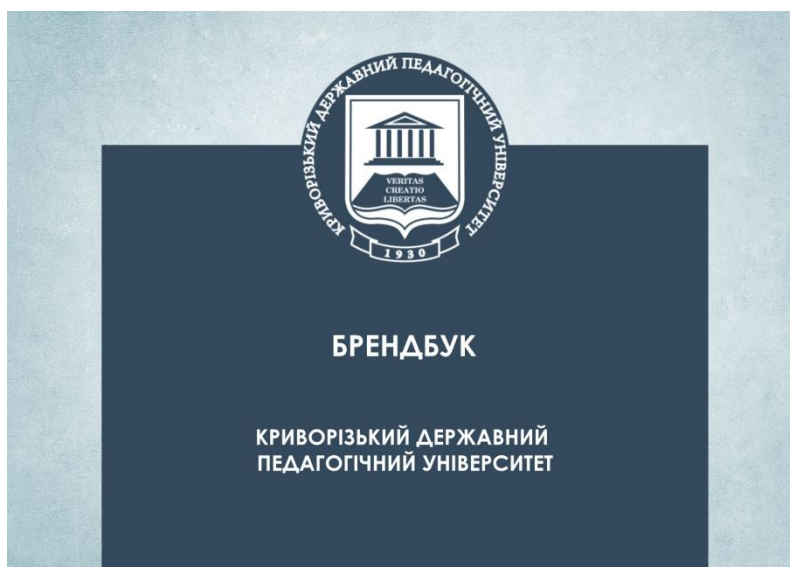 КРИВОРІЗЬКИЙ ДЕРЖАВНИЙ ПЕДАГОГІЧНИЙ УНІВЕРСИТЕТ
VERITAS
CREATIO
LIBERTAS
1930
БРЕНДБУК
КРИВОРІЗЬКИЙ ДЕРЖАВНИЙ
ПЕДАГОГІЧНИЙ УНІВЕРСИТЕТ